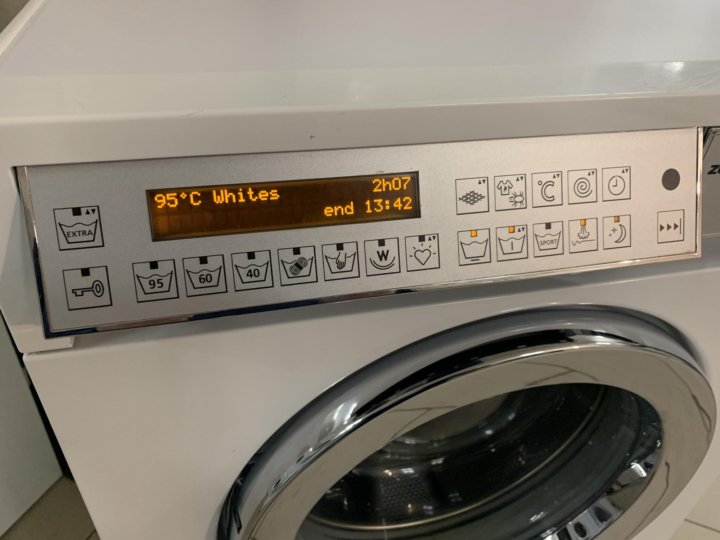 95°C Whites 2h07
end 13:42
EXTRA
°C
I
SPORT
95
60
40
W